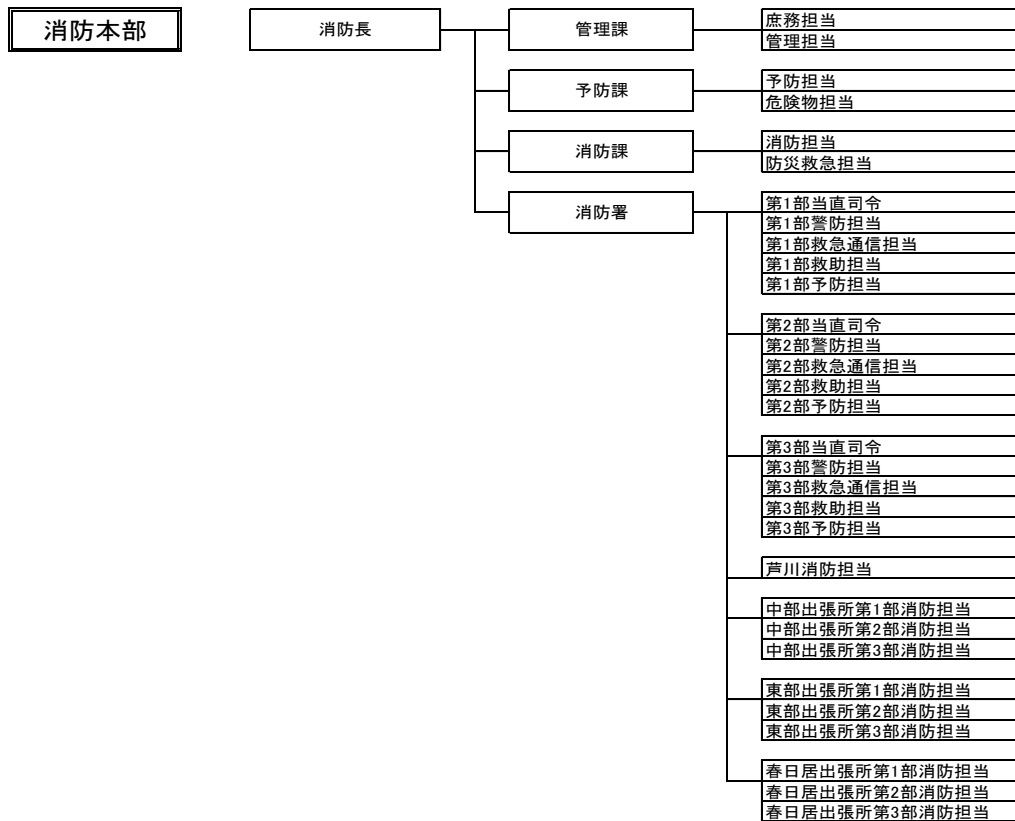 消防本部
消防長
管理課
庶務担当
管理担当
予防課
予防担当
危険物担当
消防課
消防担当
防災救急担当
消防署
第1部当直司令
第1部警防担当
第1部救急通信担当
第1部救助担当
第1部予防担当
第2部当直司令
第2部警防担当
第2部救急通信担当
第2部救助担当
第2部予防担当
第3部当直司令
第3部警防担当
第3部救急通信担当
第3部救助担当
第3部予防担当
芦川消防担当
中部出張所第1部消防担当
中部出張所第2部消防担当
中部出張所第3部消防担当
東部出張所第1部消防担当
東部出張所第2部消防担当
東部出張所第3部消防担当
春日居出張所第1部消防担当
春日居出張所第2部消防担当
春日居出張所第3部消防担当